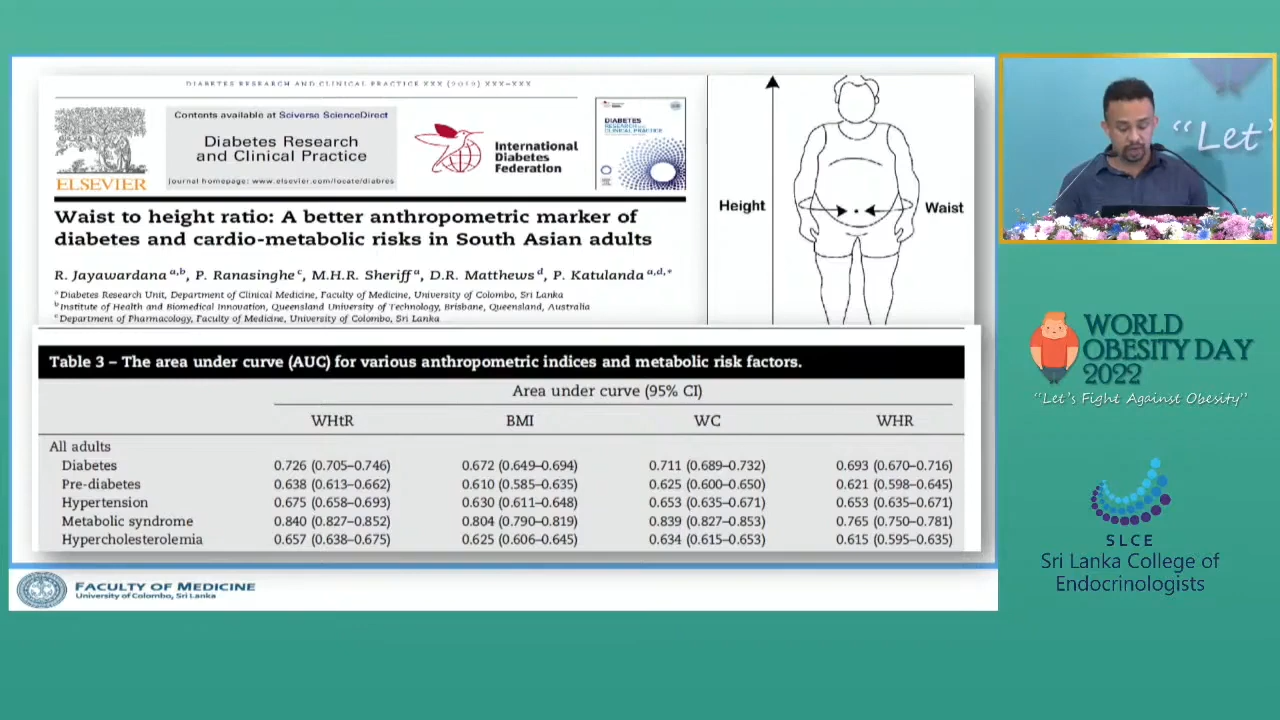 DIABETES RESEARCH AND CLINICAL PRACTICE XXX (2019) XXX–XXX
ELSEVIER
Contents available at Sciverse ScienceDirect
Diabetes Research
and Clinical Practice
journal homepage: www.elsevier.com/locate/diabres
International
Diabetes
Federation
DIABETES
RESEARCH AND
CLINICAL PRACTICE
Waist to height ratio: A better anthropometric marker of
diabetes and cardio-metabolic risks in South Asian adults
R. Jayawardana a,b, P. Ranasinghe c, M.H.R. Sheriff a, D.R. Matthews d, P. Katulanda a,d,*
a Diabetes Research Unit, Department of Clinical Medicine, Faculty of Medicine, University of Colombo, Sri Lanka
b Institute of Health and Biomedical Innovation, Queensland University of Technology, Brisbane, Queensland, Australia
c Department of Pharmacology, Faculty of Medicine, University of Colombo, Sri Lanka
Height
Waist
Table 3 – The area under curve (AUC) for various anthropometric indices and metabolic risk factors.
Area under curve (95% CI)
WHtR BMI WC WHR
All adults
Diabetes 0.726 (0.705–0.746) 0.672 (0.649–0.694) 0.711 (0.689–0.732) 0.693 (0.670–0.716)
Pre-diabetes 0.638 (0.613–0.662) 0.610 (0.585–0.635) 0.625 (0.600–0.650) 0.621 (0.598–0.645)
Hypertension 0.675 (0.658–0.693) 0.630 (0.611–0.648) 0.653 (0.635–0.671) 0.653 (0.635–0.671)
Metabolic syndrome 0.840 (0.827–0.852) 0.804 (0.790–0.819) 0.839 (0.827–0.853) 0.765 (0.750–0.781)
Hypercholesterolemia 0.657 (0.638–0.675) 0.625 (0.606–0.645) 0.634 (0.615–0.653) 0.615 (0.595–0.635)
FACULTY OF MEDICINE
University of Colombo, Sri Lanka
"Let'
WORLD
OBESITY DAY
2022
"Let's Fight Against Obesity"
SLCE
Sri Lanka College of
Endocrinologists